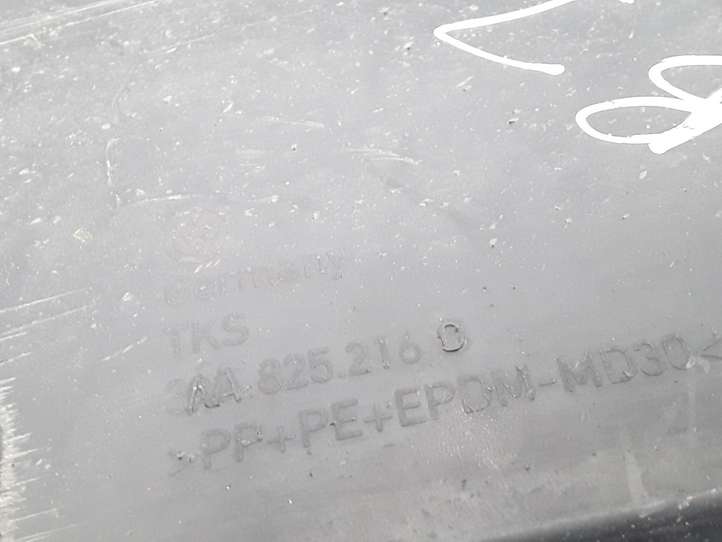 Germany
TKS
3AA.825.216 C
>PP+PE+EPDM-MD30<